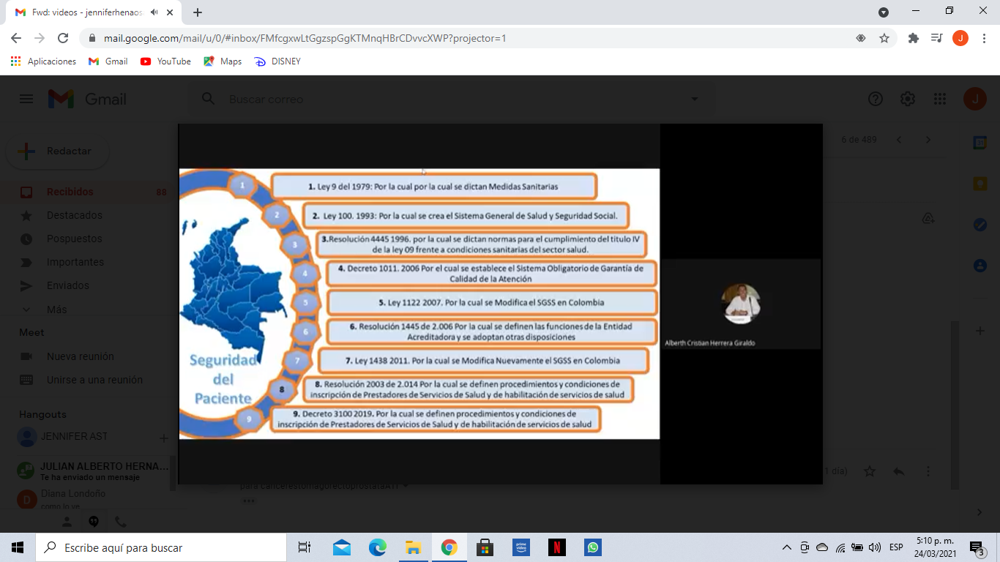 Fwd: videos - jenniferhenaos
mail.google.com/mail/u/0/#inbox/FMfcgxwLtGgzspGgKTMnqHBrCDvvcXWP?projector=1
J
Aplicaciones
Gmail
YouTube
Maps
DISNEY
Gmail
Buscar correo
J
Redactar
6 de 489
Recibidos
88
Destacados
Pospuestos
Importantes
Enviados
Más
Meet
Nueva reunión
Unirse a una reunión
Hangouts
JENNIFER AST
JULIAN ALBERTO HERNA...
Te ha enviado un mensaje
D
Diana Londoño
como lo ve
1
1. Ley 9 del 1979: Por la cual por la cual se dictan Medidas Sanitarias
2
2. Ley 100. 1993: Por la cual se crea el Sistema General de Salud y Seguridad Social.
3
3.Resolución 4445 1996. por la cual se dictan normas para el cumplimiento del titulo IV
de la ley 09 frente a condiciones sanitarias del sector salud.
4
4. Decreto 1011. 2006 Por el cual se establece el Sistema Obligatorio de Garantía de
Calidad de la Atención
5
5. Ley 1122 2007. Por la cual se Modifica el SGSS en Colombia
6
6. Resolución 1445 de 2.006 Por la cual se definen las funciones de la Entidad
Acreditadora y se adoptan otras disposiciones
7
7. Ley 1438 2011. Por la cual se Modifica Nuevamente el SGSS en Colombia
8
8. Resolución 2003 de 2.014 Por la cual se definen procedimientos y condiciones de
inscripción de Prestadores de Servicios de Salud y de habilitación de servicios de salud
9
9. Decreto 3100 2019. Por la cual se definen procedimientos y condiciones de
inscripción de Prestadores de Servicios de Salud y de habilitación de servicios de salud
Seguridad
del
Paciente
Alberth Cristian Herrera Giraldo
1 día)
para
Escribe aquí para buscar
prime video
N
ESP
5:10 p. m.
24/03/2021
3